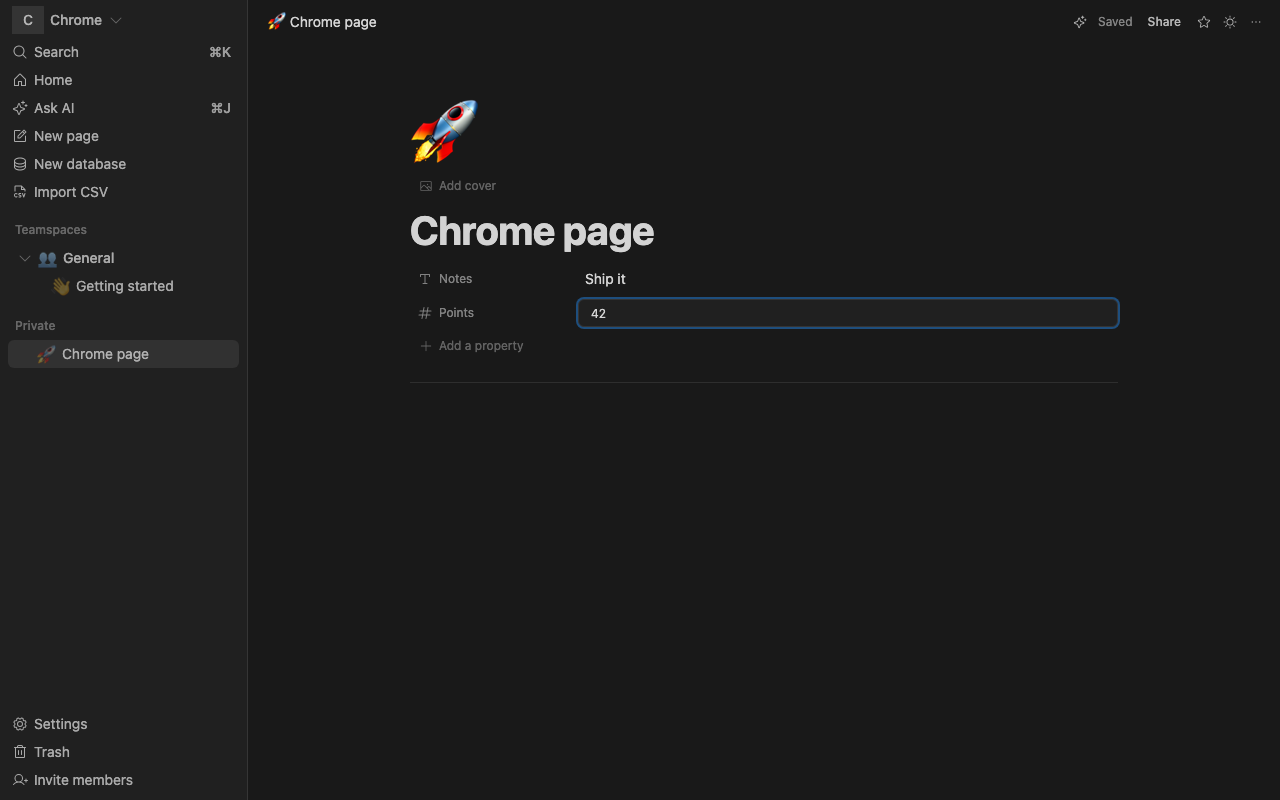 C Chrome
Search ⌘K
Home
Ask AI ⌘J
New page
New database
Import CSV
Teamspaces
General
Getting started
Private
Chrome page
Settings
Trash
Invite members
Chrome page
Saved Share
Add cover
Chrome page
Notes Ship it
Points 42
Add a property